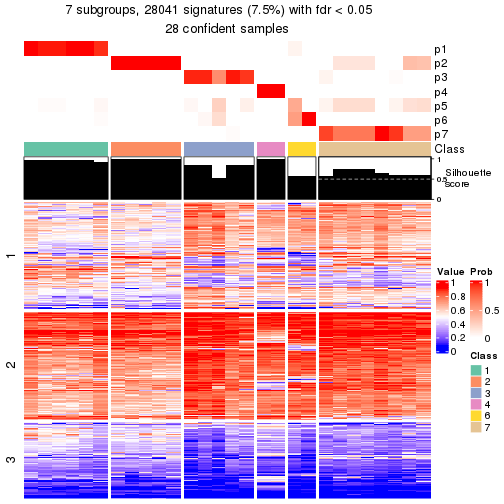 7 subgroups, 28041 signatures (7.5%) with fdr < 0.05
28 confident samples
p1
p2
p3
p4
p5
p6
p7
Class
1
0.5
0
Silhouette
score
1
2
3
Value
1
0.8
0.6
0.4
0.2
0
Prob
1
0.5
0
Class
1
2
3
4
6
7